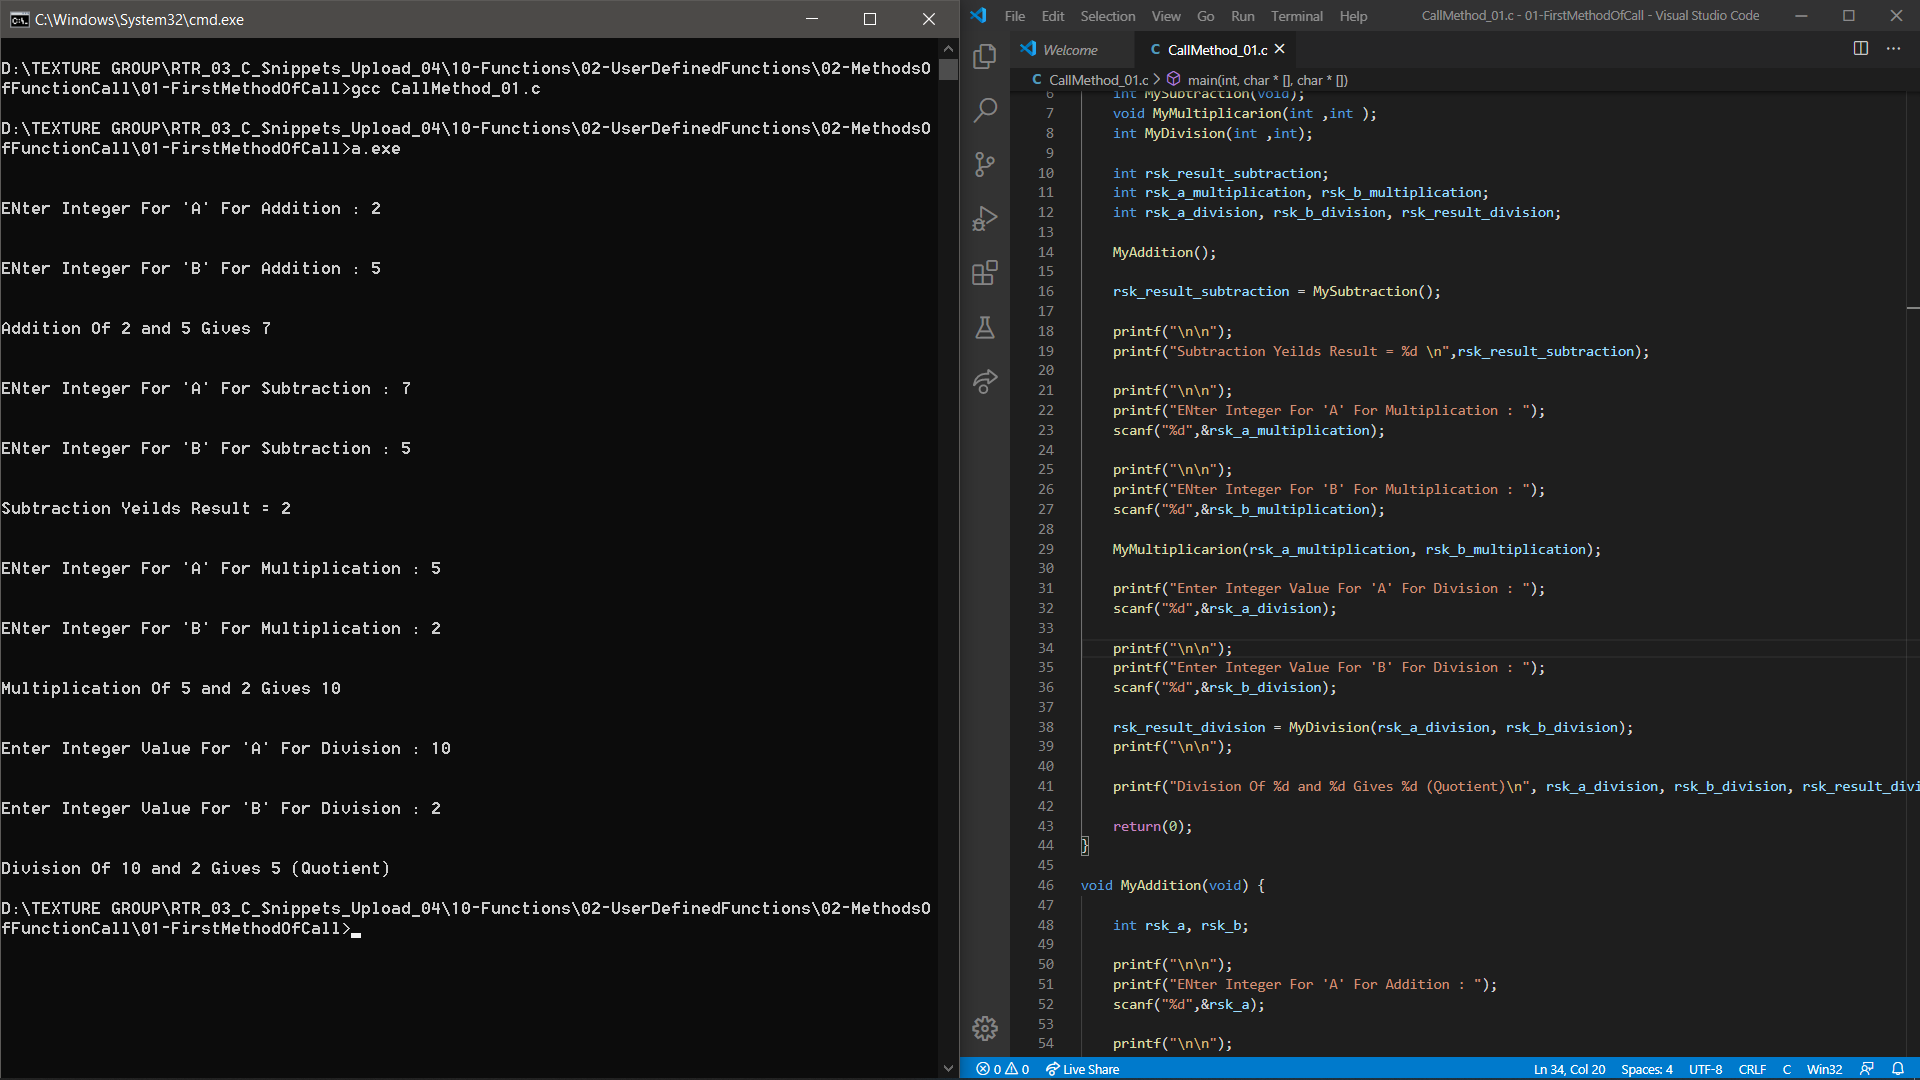 C:\Windows\System32\cmd.exe
D:\TEXTURE GROUP\RTR_03_C_Snippets_Upload_04\10-Functions\02-UserDefinedFunctions\02-MethodsO
fFunctionCall\01-FirstMethodOfCall>gcc CallMethod_01.c
D:\TEXTURE GROUP\RTR_03_C_Snippets_Upload_04\10-Functions\02-UserDefinedFunctions\02-MethodsO
fFunctionCall\01-FirstMethodOfCall>a.exe
ENter Integer For 'A' For Addition : 2
ENter Integer For 'B' For Addition : 5
Addition Of 2 and 5 Gives 7
ENter Integer For 'A' For Subtraction : 7
ENter Integer For 'B' For Subtraction : 5
Subtraction Yeilds Result = 2
ENter Integer For 'A' For Multiplication : 5
ENter Integer For 'B' For Multiplication : 2
Multiplication Of 5 and 2 Gives 10
Enter Integer Value For 'A' For Division : 10
Enter Integer Value For 'B' For Division : 2
Division Of 10 and 2 Gives 5 (Quotient)
D:\TEXTURE GROUP\RTR_03_C_Snippets_Upload_04\10-Functions\02-UserDefinedFunctions\02-MethodsO
fFunctionCall\01-FirstMethodOfCall>
File Edit Selection View Go Run Terminal Help CallMethod_01.c - 01-FirstMethodOfCall - Visual Studio Code
Welcome C CallMethod_01.c
C CallMethod_01.c > main(int, char * [], char * [])
6 int MySubtraction(void);
7 void MyMultiplicarion(int ,int );
8 int MyDivision(int ,int);
9
10 int rsk_result_subtraction;
11 int rsk_a_multiplication, rsk_b_multiplication;
12 int rsk_a_division, rsk_b_division, rsk_result_division;
13
14 MyAddition();
15
16 rsk_result_subtraction = MySubtraction();
17
18 printf("\n\n");
19 printf("Subtraction Yeilds Result = %d \n",rsk_result_subtraction);
20
21 printf("\n\n");
22 printf("ENter Integer For 'A' For Multiplication : ");
23 scanf("%d",&rsk_a_multiplication);
24
25 printf("\n\n");
26 printf("ENter Integer For 'B' For Multiplication : ");
27 scanf("%d",&rsk_b_multiplication);
28
29 MyMultiplicarion(rsk_a_multiplication, rsk_b_multiplication);
30
31 printf("Enter Integer Value For 'A' For Division : ");
32 scanf("%d",&rsk_a_division);
33
34 printf("\n\n");
35 printf("Enter Integer Value For 'B' For Division : ");
36 scanf("%d",&rsk_b_division);
37
38 rsk_result_division = MyDivision(rsk_a_division, rsk_b_division);
39 printf("\n\n");
40
41 printf("Division Of %d and %d Gives %d (Quotient)\n", rsk_a_division, rsk_b_division, rsk_result_divi
42
43 return(0);
44 }
45
46 void MyAddition(void) {
47
48 int rsk_a, rsk_b;
49
50 printf("\n\n");
51 printf("ENter Integer For 'A' For Addition : ");
52 scanf("%d",&rsk_a);
53
54 printf("\n\n");
0 0 Live Share Ln 34, Col 20 Spaces: 4 UTF-8 CRLF C Win32